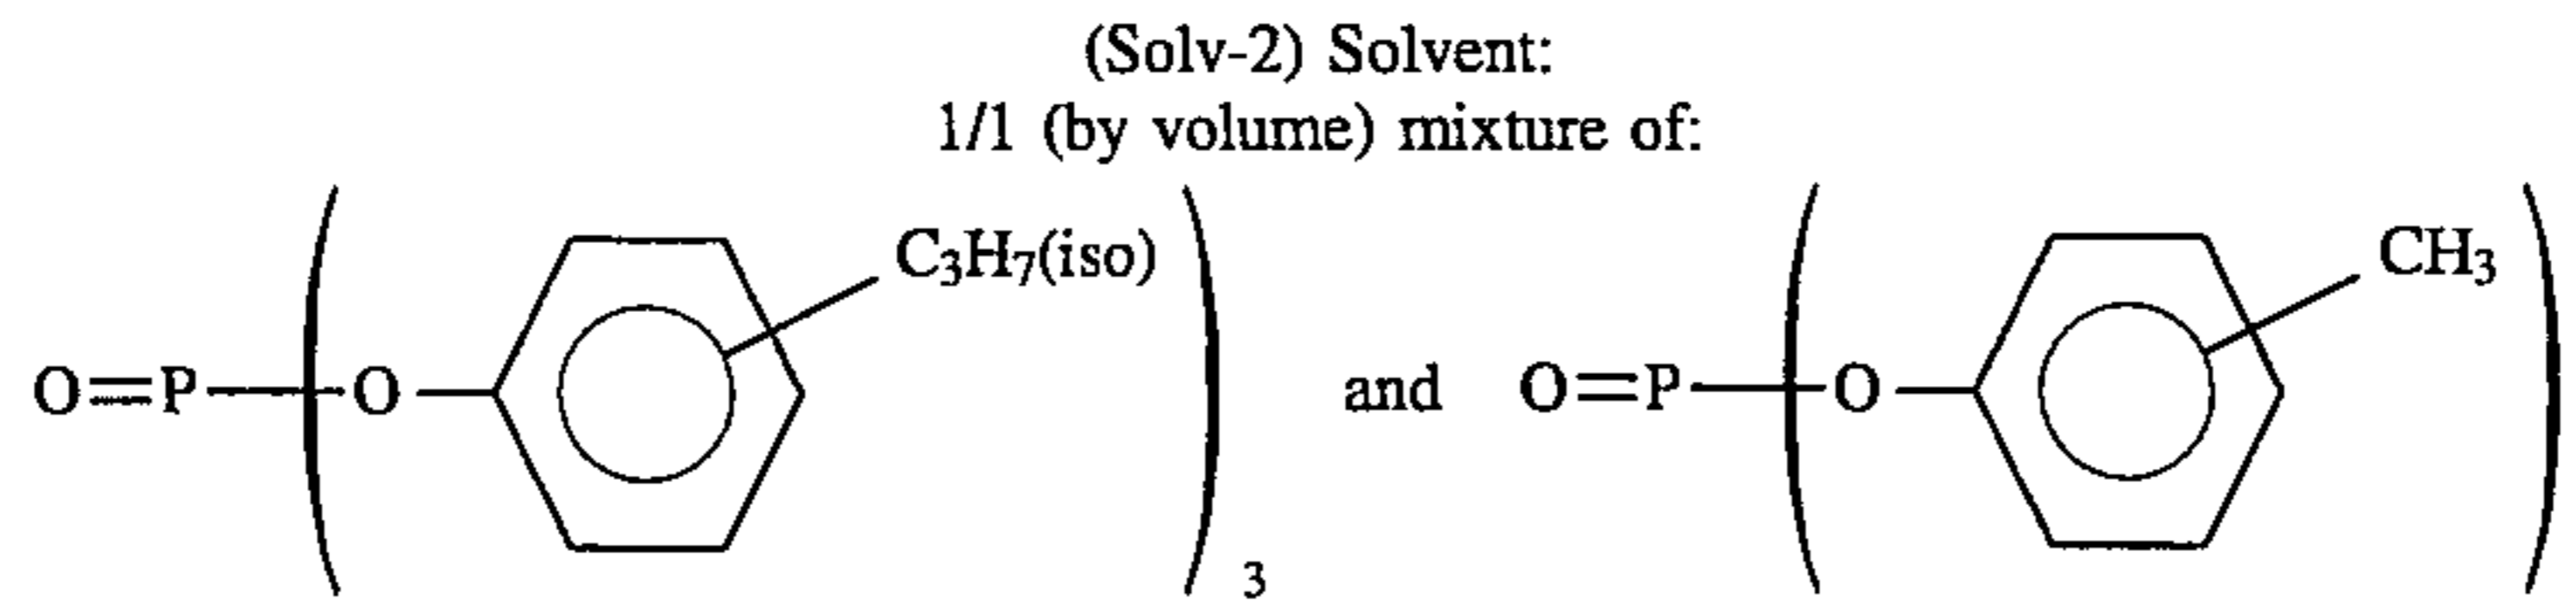 (Solv-2) Solvent:
1/1 (by volume) mixture of:
O=P—(—O—C₃H₇(iso))₃ and O=P—(—O—CH₃)